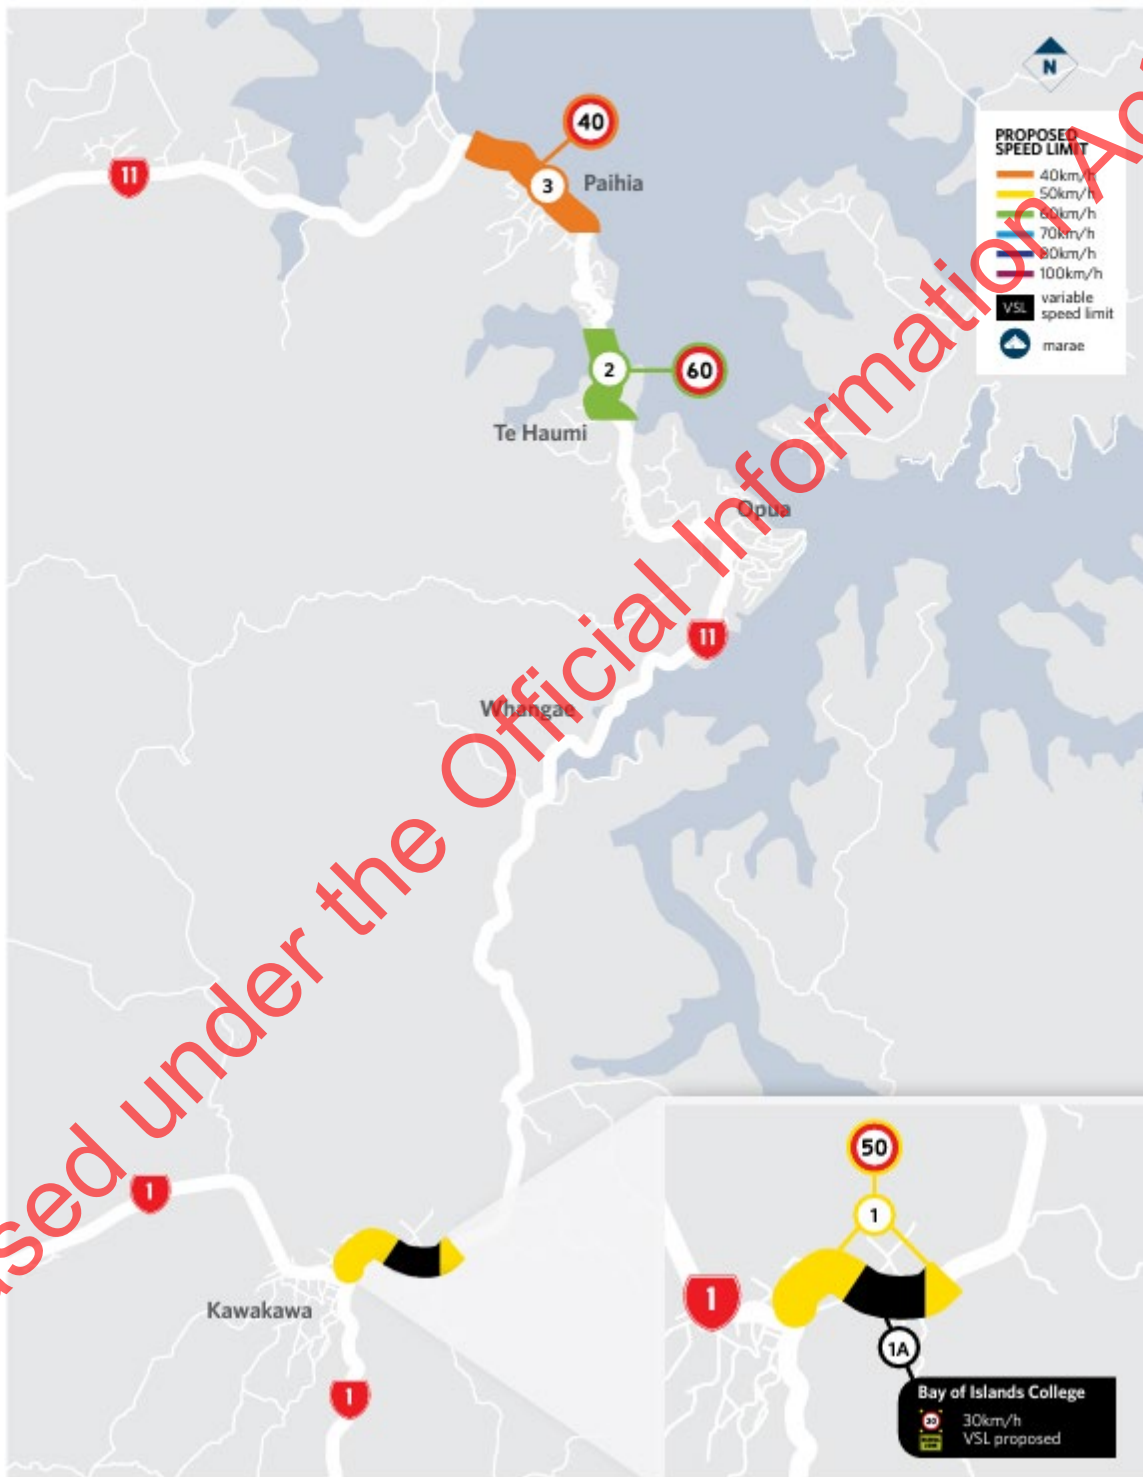 N
PROPOSED
SPEED LIMIT
40km/h
50km/h
60km/h
70km/h
80km/h
100km/h
VSL
variable
speed limit
marae
40
11
3
Paihia
2
60
Te Haumi
Opua
11
Whangae
under the Official Information
1
Kawakawa
1
50
1
1
1A
Bay of Islands College
30km/h
VSL proposed